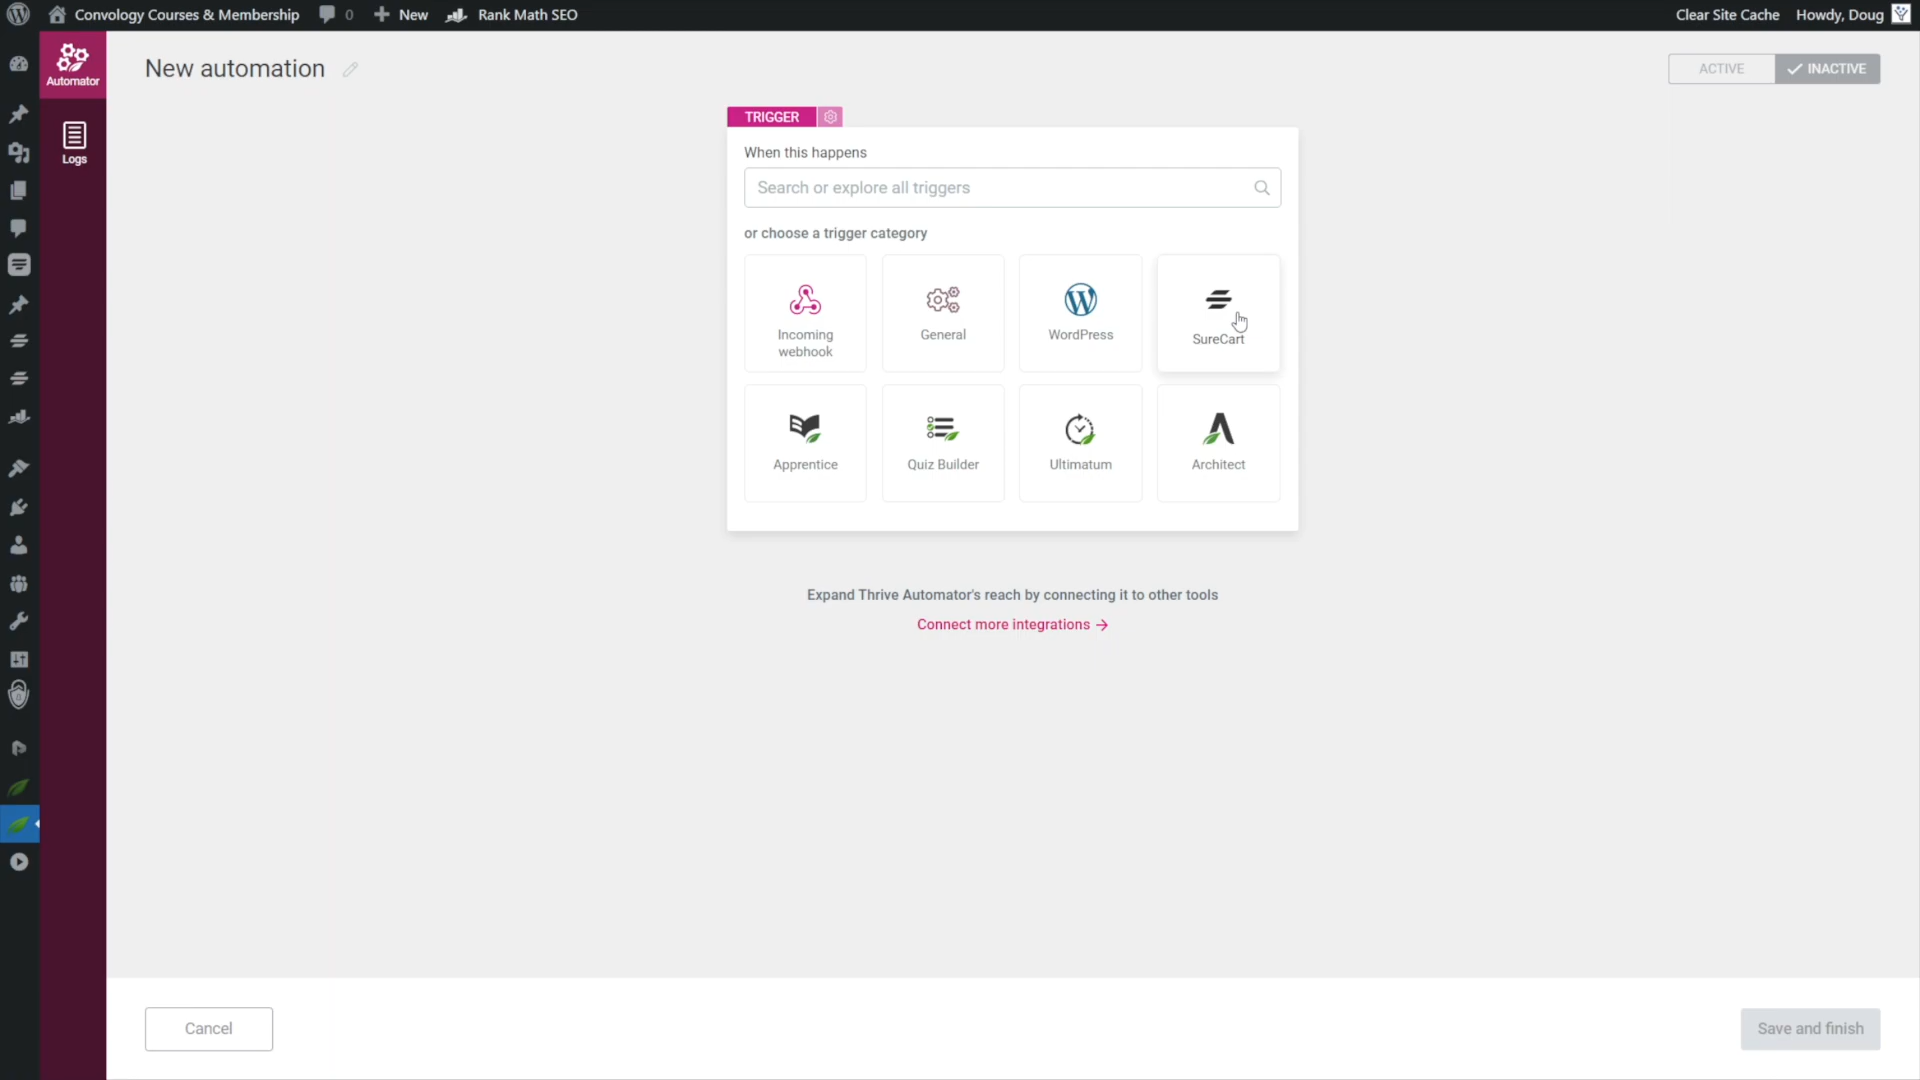 Convology Courses & Membership
0
New
Rank Math SEO
Clear Site Cache
Howdy, Doug
Automator
Logs
New automation
ACTIVE
INACTIVE
TRIGGER
When this happens
Search or explore all triggers
or choose a trigger category
Incoming
webhook
General
WordPress
SureCart
Apprentice
Quiz Builder
Ultimatum
Architect
Expand Thrive Automator's reach by connecting it to other tools
Connect more integrations →
Cancel
Save and finish